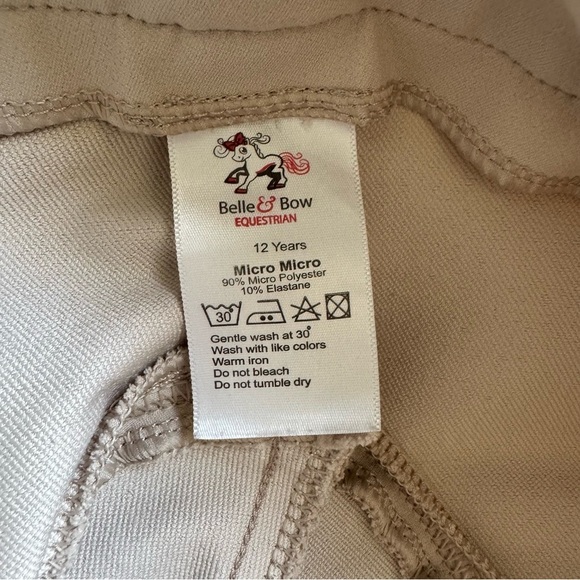 Belle & Bow
EQUESTRIAN
12 Years
Micro Micro
90% Micro Polyester
10% Elastane
30°
Gentle wash at 30°
Wash with like colors
Warm iron
Do not bleach
Do not tumble dry